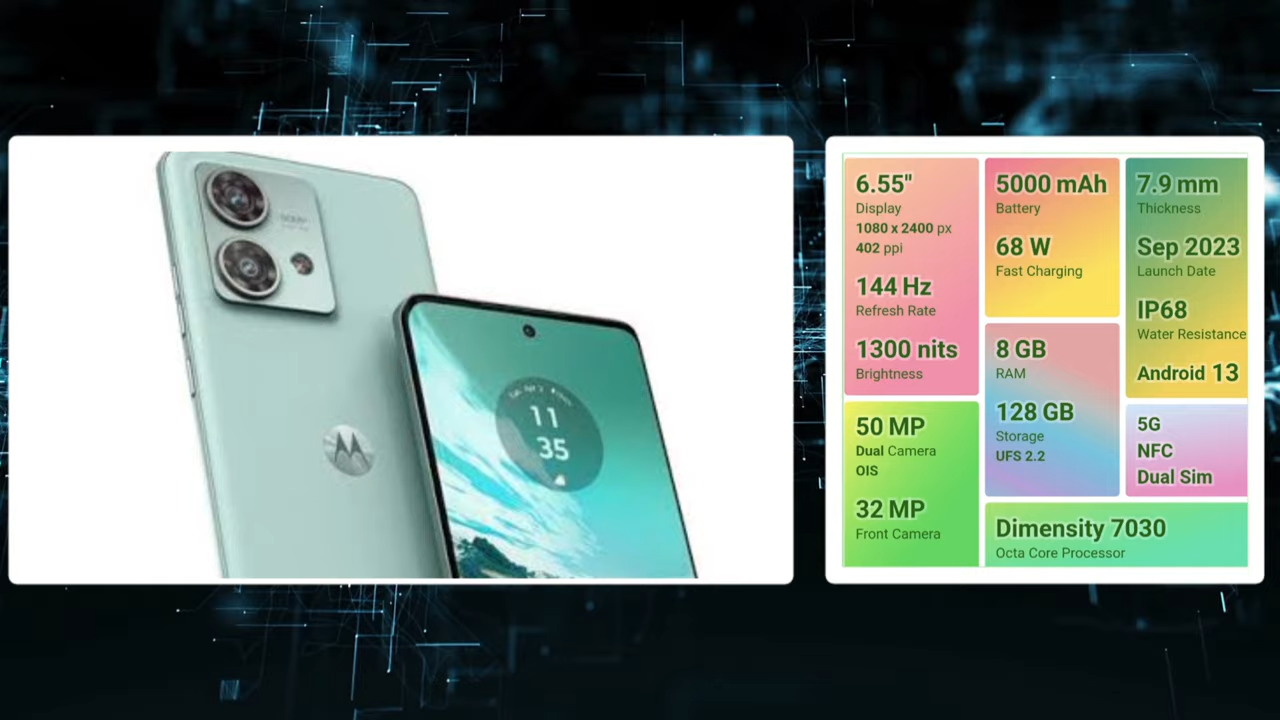 11
35
6.55"
Display
1080 x 2400 px
402 ppi
144 Hz
Refresh Rate
1300 nits
Brightness
50 MP
Dual Camera
OIS
32 MP
Front Camera
5000 mAh
Battery
68 W
Fast Charging
8 GB
RAM
128 GB
Storage
UFS 2.2
7.9 mm
Thickness
Sep 2023
Launch Date
IP68
Water Resistance
Android 13
5G
NFC
Dual Sim
Dimensity 7030
Octa Core Processor